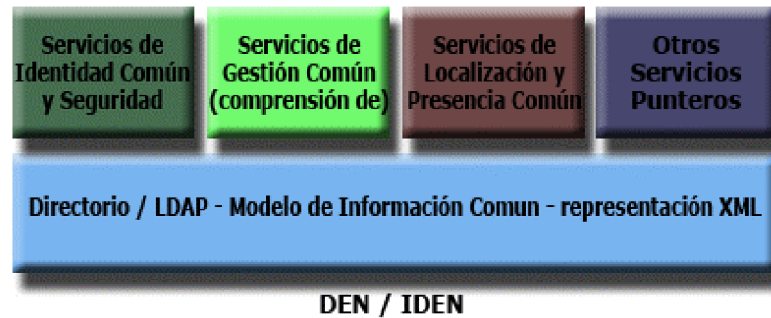 Servicios de
Identidad Común
y Seguridad
Servicios de
Gestión Común
(comprensión de)
Servicios de
Localización y
Presencia Común
Otros
Servicios
Punteros
Directorio / LDAP - Modelo de Información Comun - representación XML
DEN / IDEN